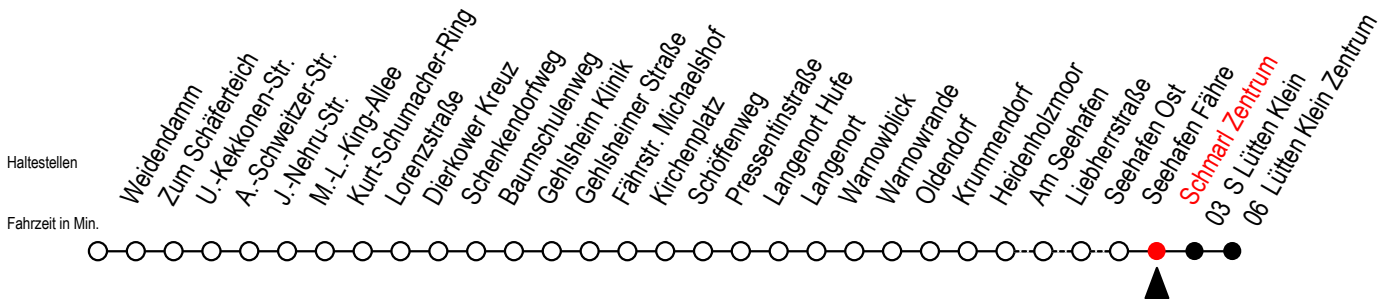 Haltestellen
Fahrzeit in Min.
Weidendamm
Zum Schäferteich
U.-Kekkonen-Str.
A.-Schweitzer-Str.
J.-Nehru-Str.
M.-L.-King-Allee
Kurt-Schumacher-Ring
Lorenzstraße
Dierkower Kreuz
Schenkendorfweg
Baumschulenweg
Gehlsheim Klinik
Gehlsheimer Straße
Fährstr. Michaelshof
Kirchenplatz
Schöffenweg
Pressentinstraße
Langenort Hufe
Langenort
Warnowblick
Warnowrande
Oldendorf
Krummendorf
Heidenholzmoor
Am Seehafen
Liebherrstraße
Seehafen Ost
Seehafen Fähre
Schmarl Zentrum
03 S Lütten Klein
06 Lütten Klein Zentrum